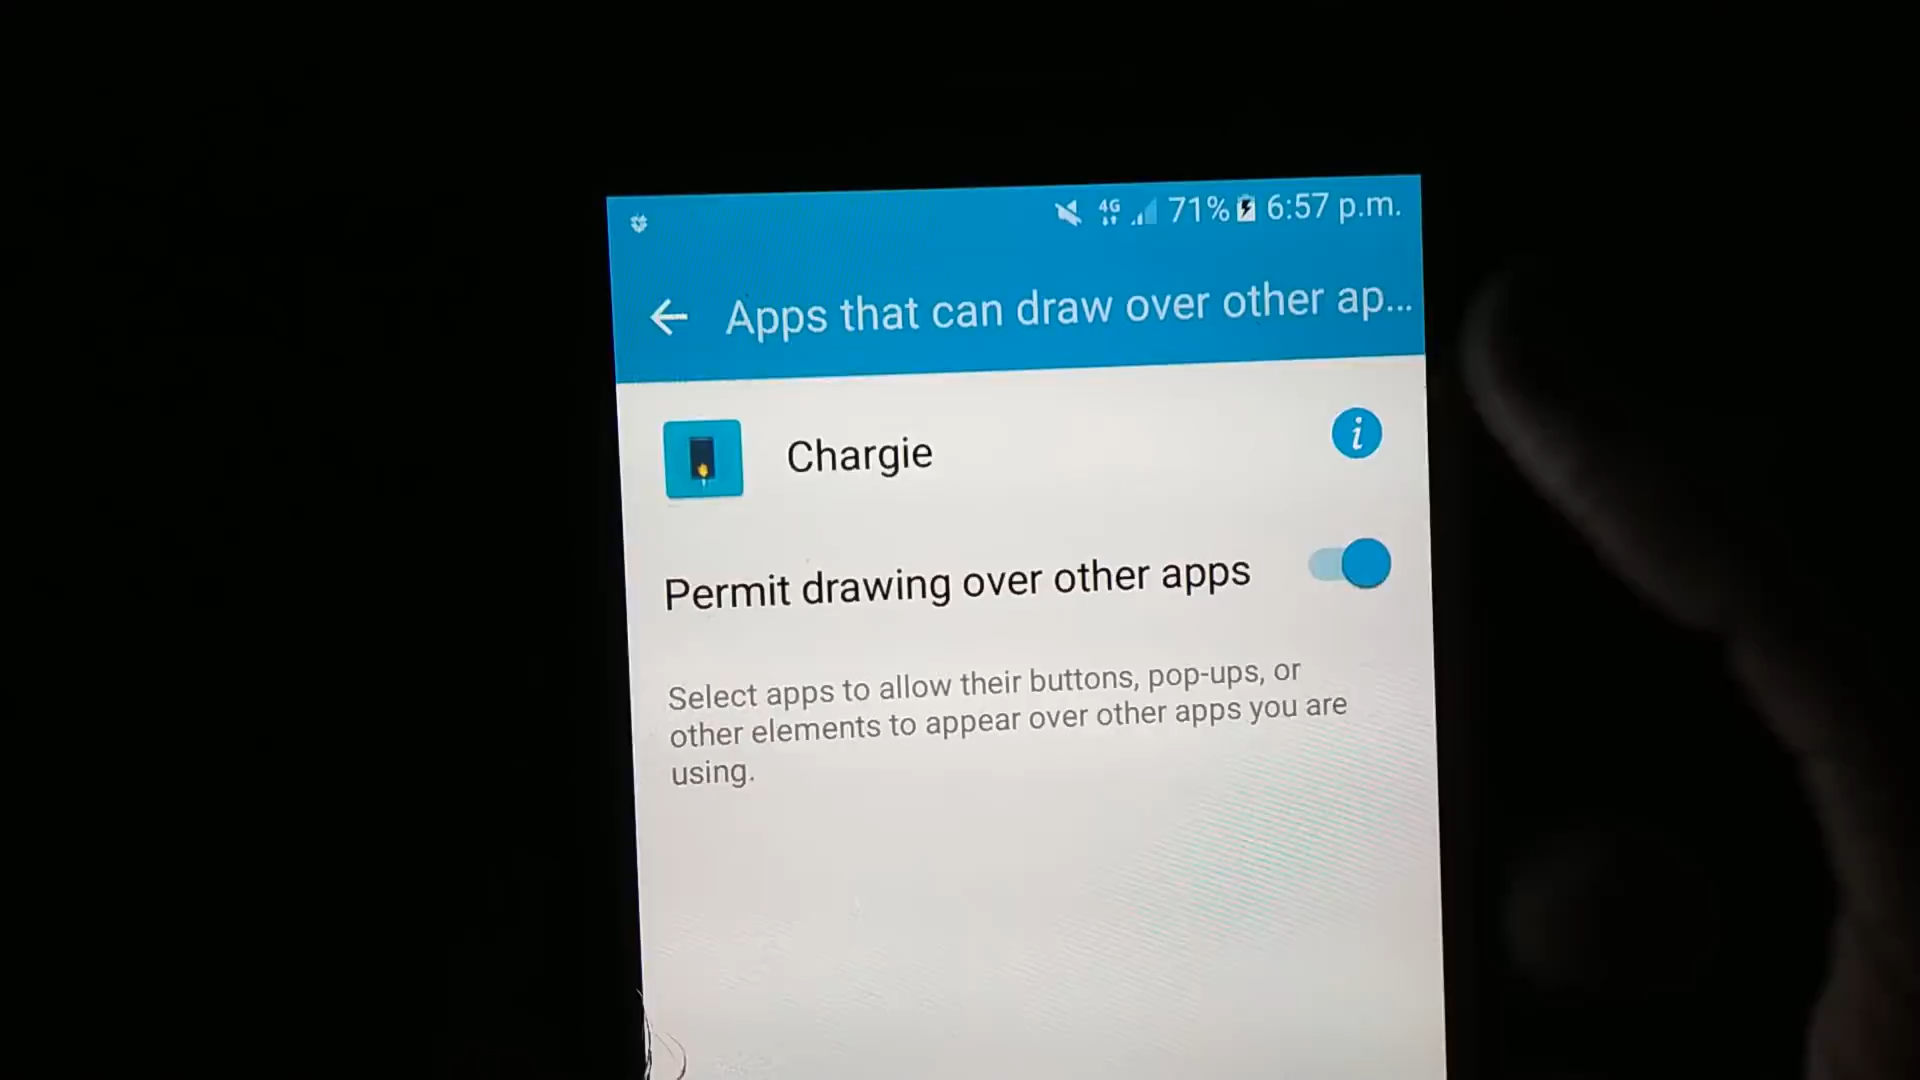 4G 71% 6:57 p.m.
Apps that can draw over other ap...
Chargie
i
Permit drawing over other apps
Select apps to allow their buttons, pop-ups, or
other elements to appear over other apps you are
using.